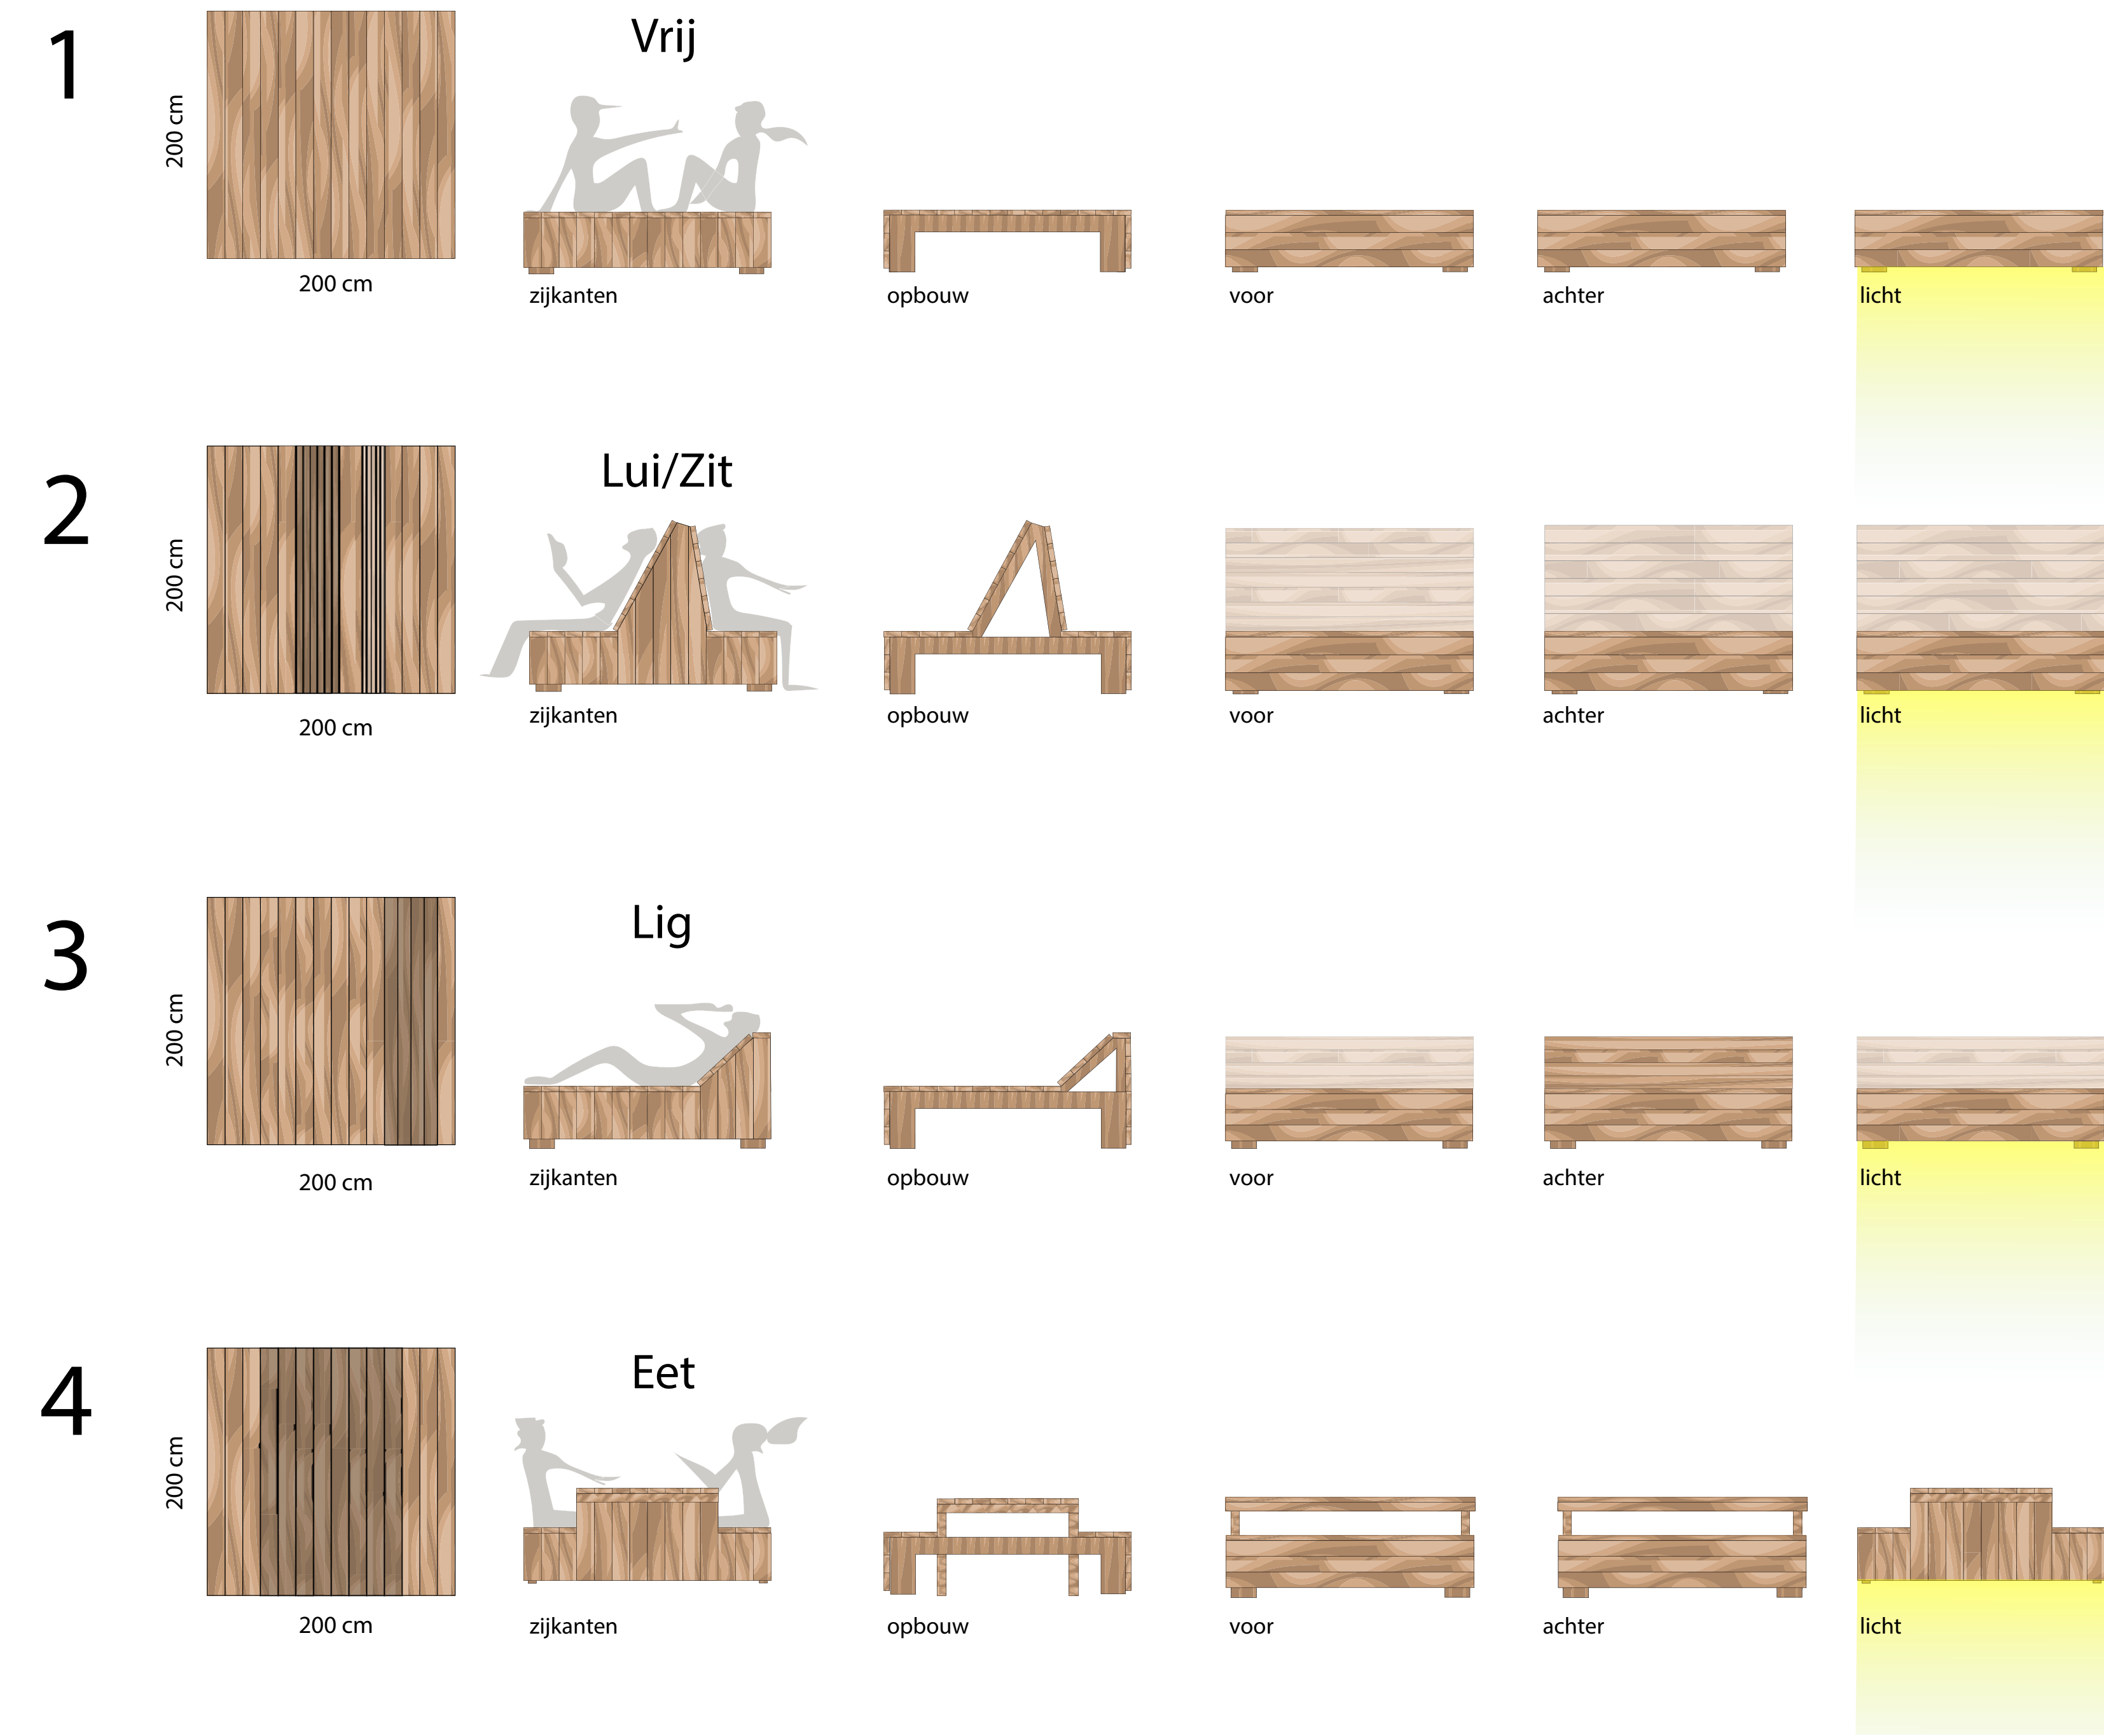 1
Vrij
200 cm
200 cm
zijkanten
opbouw
voor
achter
licht
2
Lui/Zit
200 cm
200 cm
zijkanten
opbouw
voor
achter
licht
3
Lig
200 cm
200 cm
zijkanten
opbouw
voor
achter
licht
4
Eet
200 cm
200 cm
zijkanten
opbouw
voor
achter
licht